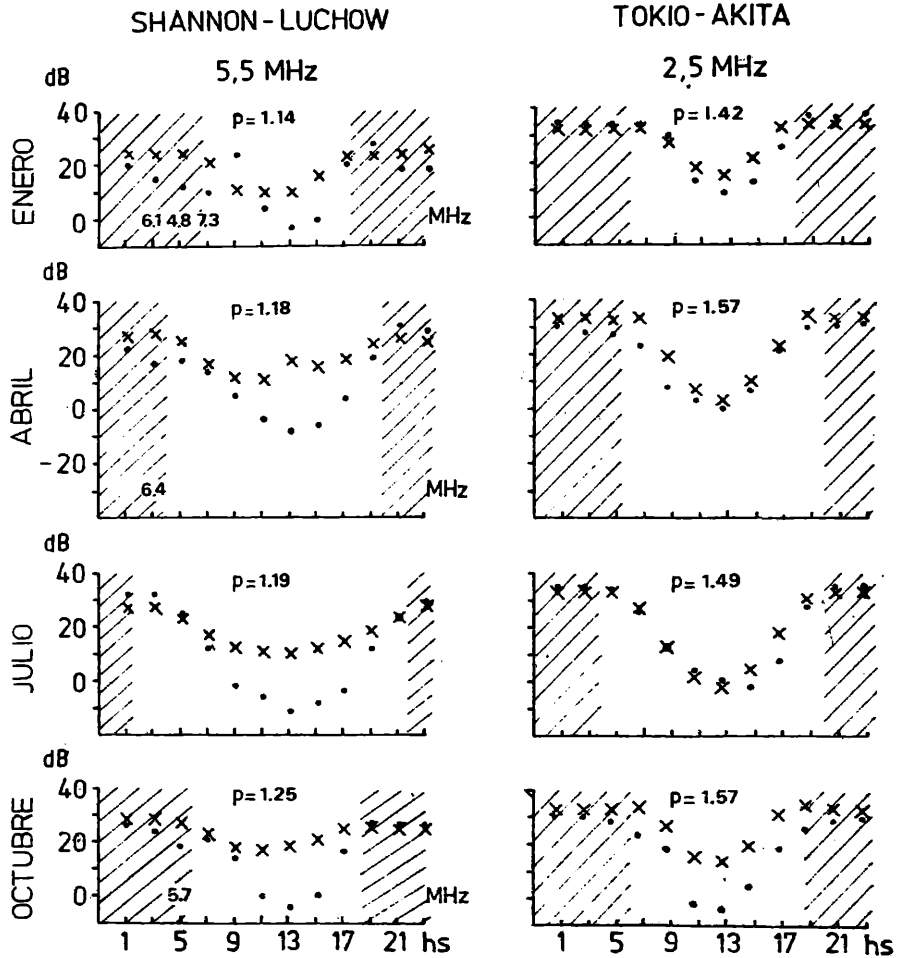 SHANNON-LUCHOW
TOKIO-AKITA
5,5 MHz
2,5 MHz
dB
ENERO
40
20
0
p=1.14
6.1 4.8 7.3
MHz
p=1.42
dB
ABRIL
40
20
0
-20
p=1.18
6.4
MHz
p=1.57
dB
JULIO
40
20
0
p=1.19
p=1.49
dB
OCTUBRE
40
20
0
p=1.25
5.7
MHz
p=1.57
1 5 9 13 17 21 hs
1 5 9 13 17 21 hs